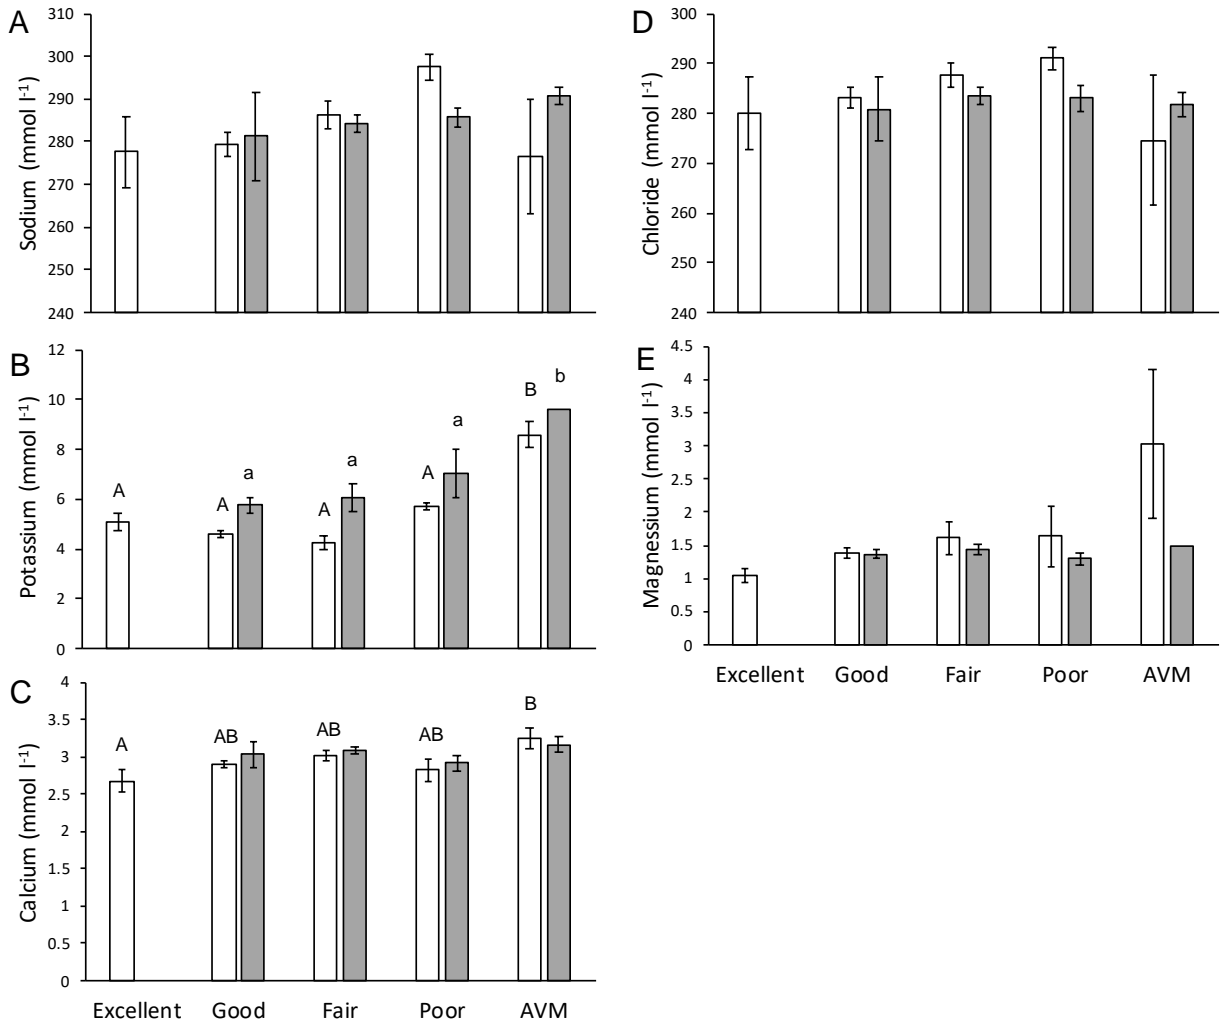 A
Sodium (mmol l-1)
310
300
290
280
270
260
250
240
B
Potassium (mmol l-1)
12
10
8
6
4
2
0
A
A
a
A
a
A
a
B
b
C
Calcium (mmol l-1)
4
3.5
3
2.5
2
1.5
1
0.5
0
A
AB
AB
AB
B
Excellent Good Fair Poor AVM
D
Chloride (mmol l-1)
300
290
280
270
260
250
240
E
Magnessium (mmol l-1)
4.5
4
3.5
3
2.5
2
1.5
1
0.5
0
Excellent Good Fair Poor AVM